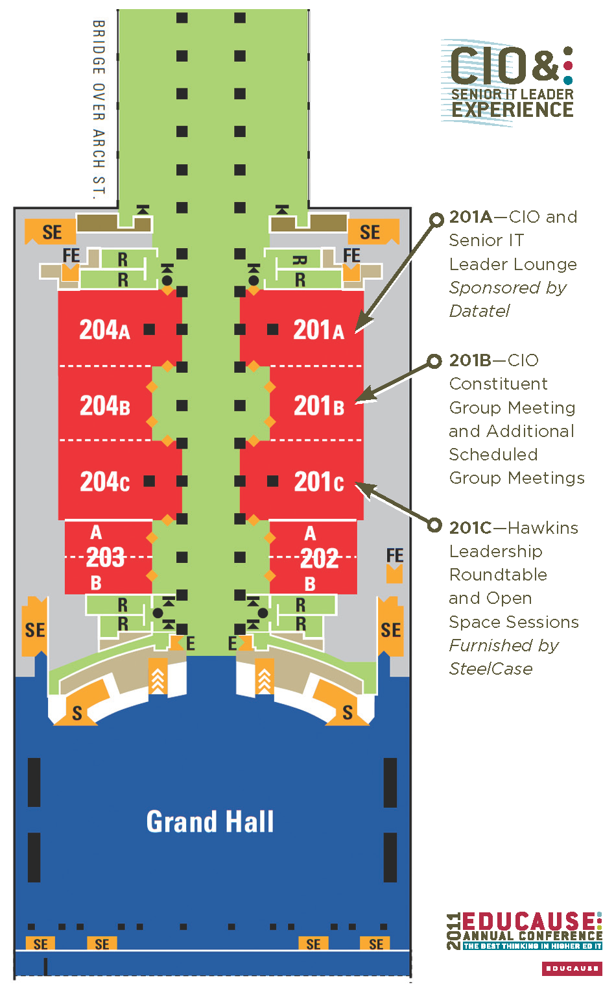 BRIDGE OVER ARCH ST.
CIO&
SENIOR IT LEADER
EXPERIENCE
SE
SE
FE
FE
R
R
R
R
204A
201A
204B
201B
204C
201C
A
203
B
A
202
B
FE
R
R
R
R
SE
SE
E
E
S
S
Grand Hall
SE
SE
SE
SE
201A—CIO and
Senior IT
Leader Lounge
Sponsored by
Datatel
201B—CIO
Constituent
Group Meeting
and Additional
Scheduled
Group Meetings
201C—Hawkins
Leadership
Roundtable
and Open
Space Sessions
Furnished by
SteelCase
2011
EDUCAUSE
ANNUAL CONFERENCE
THE BEST THINKING IN HIGHER ED IT
EDUCAUSE